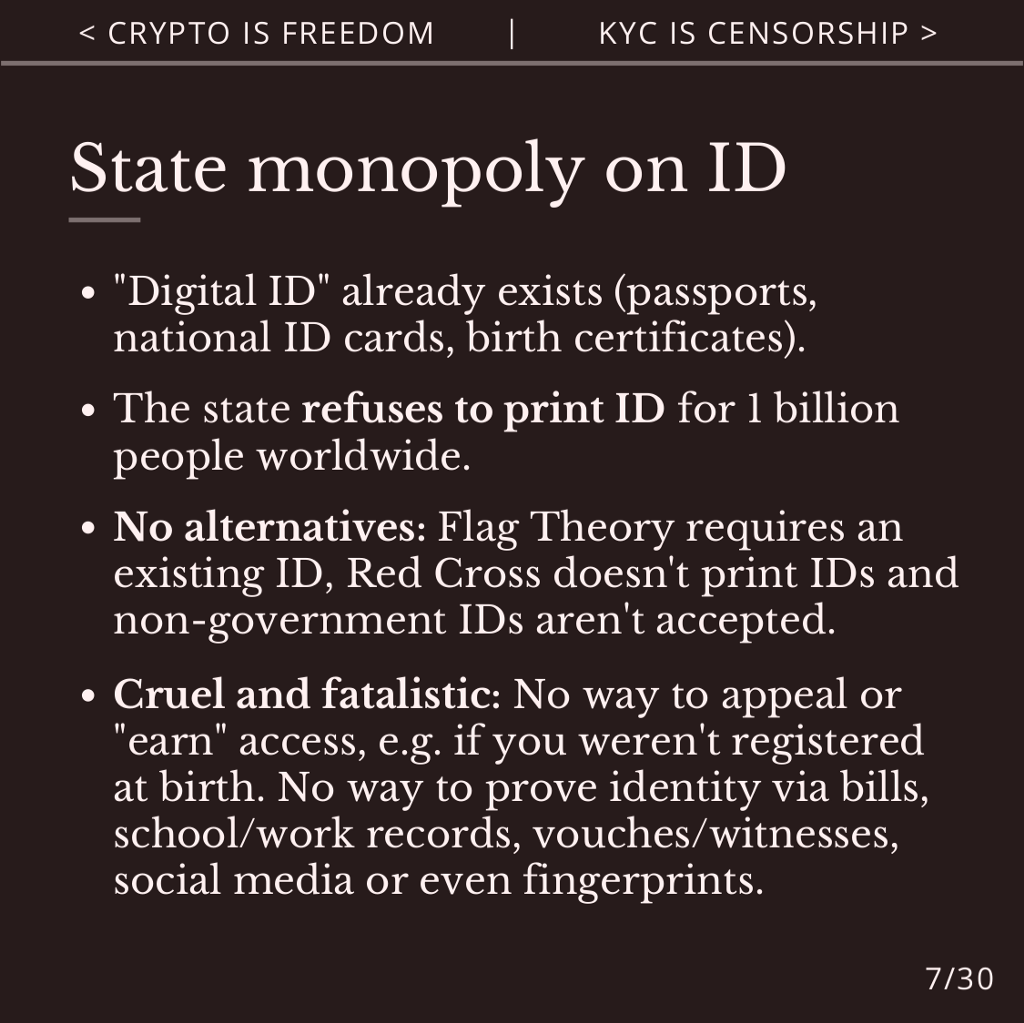 < CRYPTO IS FREEDOM | KYC IS CENSORSHIP >
State monopoly on ID
• "Digital ID" already exists (passports,
national ID cards, birth certificates).
• The state refuses to print ID for 1 billion
people worldwide.
• No alternatives: Flag Theory requires an
existing ID, Red Cross doesn't print IDs and
non-government IDs aren't accepted.
• Cruel and fatalistic: No way to appeal or
"earn" access, e.g. if you weren't registered
at birth. No way to prove identity via bills,
school/work records, vouches/witnesses,
social media or even fingerprints.
7/30